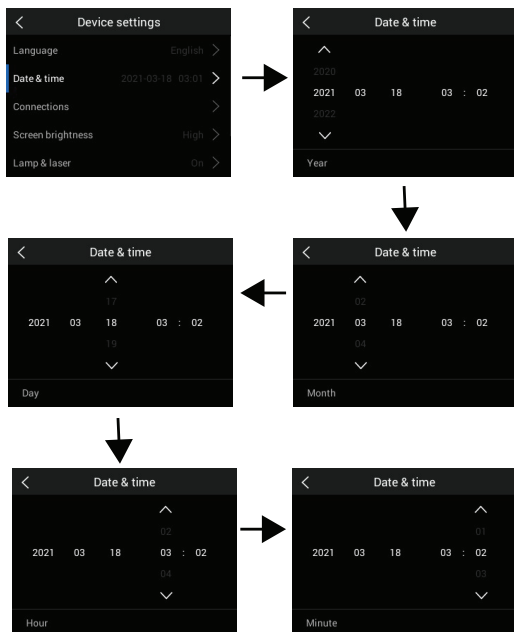 Device settings
Language English
Date & time 2021-03-18 03:01
Connections
Screen brightness High
Lamp & laser On
Date & time
2020
2021 03 18 03 : 02
2022
Year
Date & time
02
2021 03 18 03 : 02
04
Month
Date & time
17
2021 03 18 03 : 02
19
Day
Date & time
02
2021 03 18 03 : 02
04
Hour
Date & time
01
2021 03 18 03 : 02
03
Minute